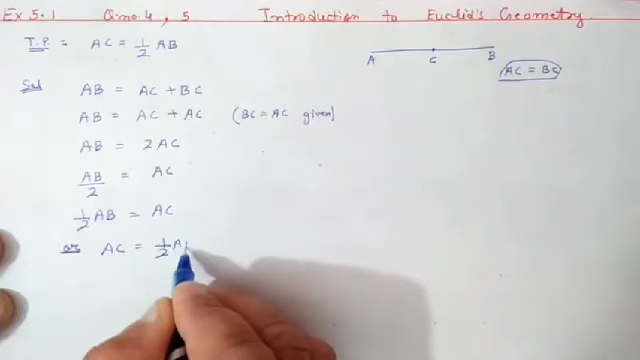 Ex 5.1 Q.no.4, 5 Introduction to Euclid's Geometry
T.P. = AC = 1/2 AB
A C B
AC = BC
Sol
AB = AC + BC
AB = AC + AC (BC = AC given)
AB = 2AC
AB/2 = AC
1/2 AB = AC
or AC = 1/2 A